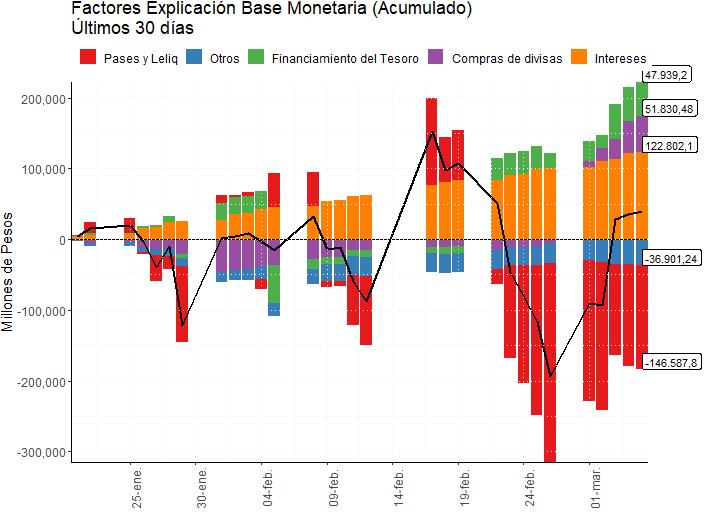 Factores Explicación Base Monetaria (Acumulado)
Últimos 30 días
Pases y Leliq
Otros
Financiamiento del Tesoro
Compras de divisas
Intereses
Millones de Pesos
200,000
100,000
0
-100,000
-200,000
-300,000
47.939,2
51.830,48
122.802,1
-36.901,24
-146.587,8
25-ene.
30-ene.
04-feb.
09-feb.
14-feb.
19-feb.
24-feb.
01-mar.